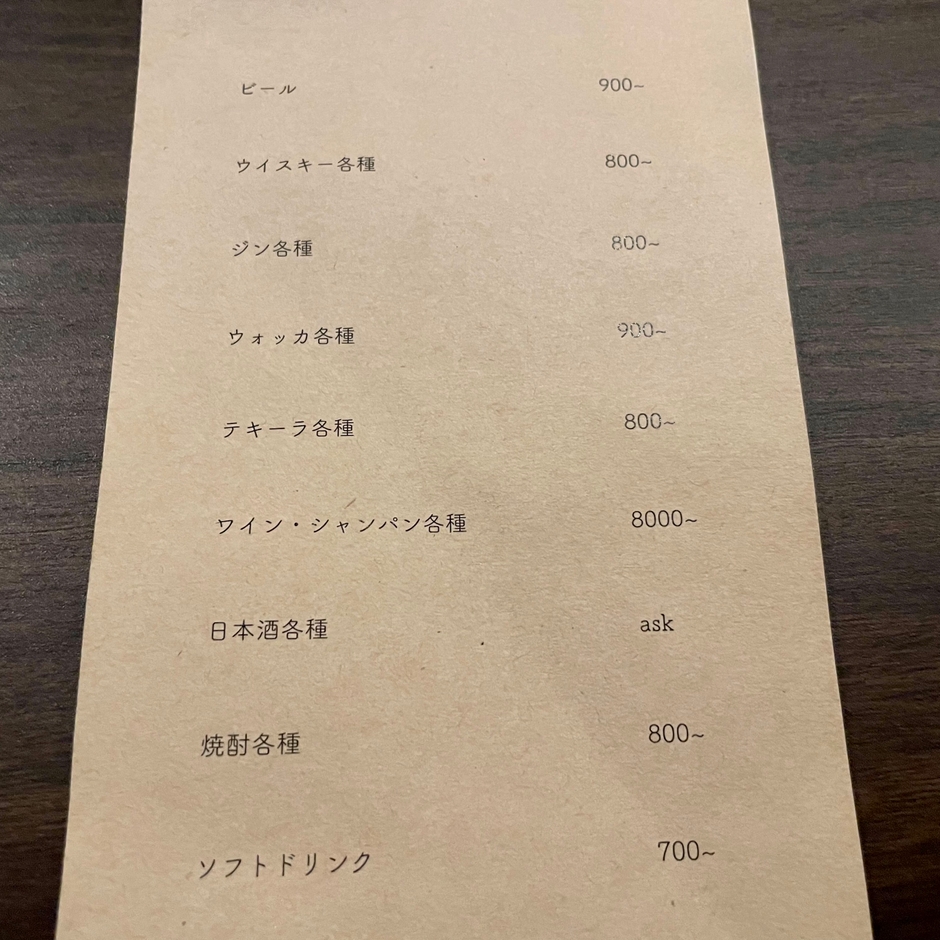 ビール 900~
ウイスキー各種 800~
ジン各種 800~
ウォッカ各種 900~
テキーラ各種 800~
ワイン・シャンパン各種 8000~
日本酒各種 ask
焼酎各種 800~
ソフトドリンク 700~